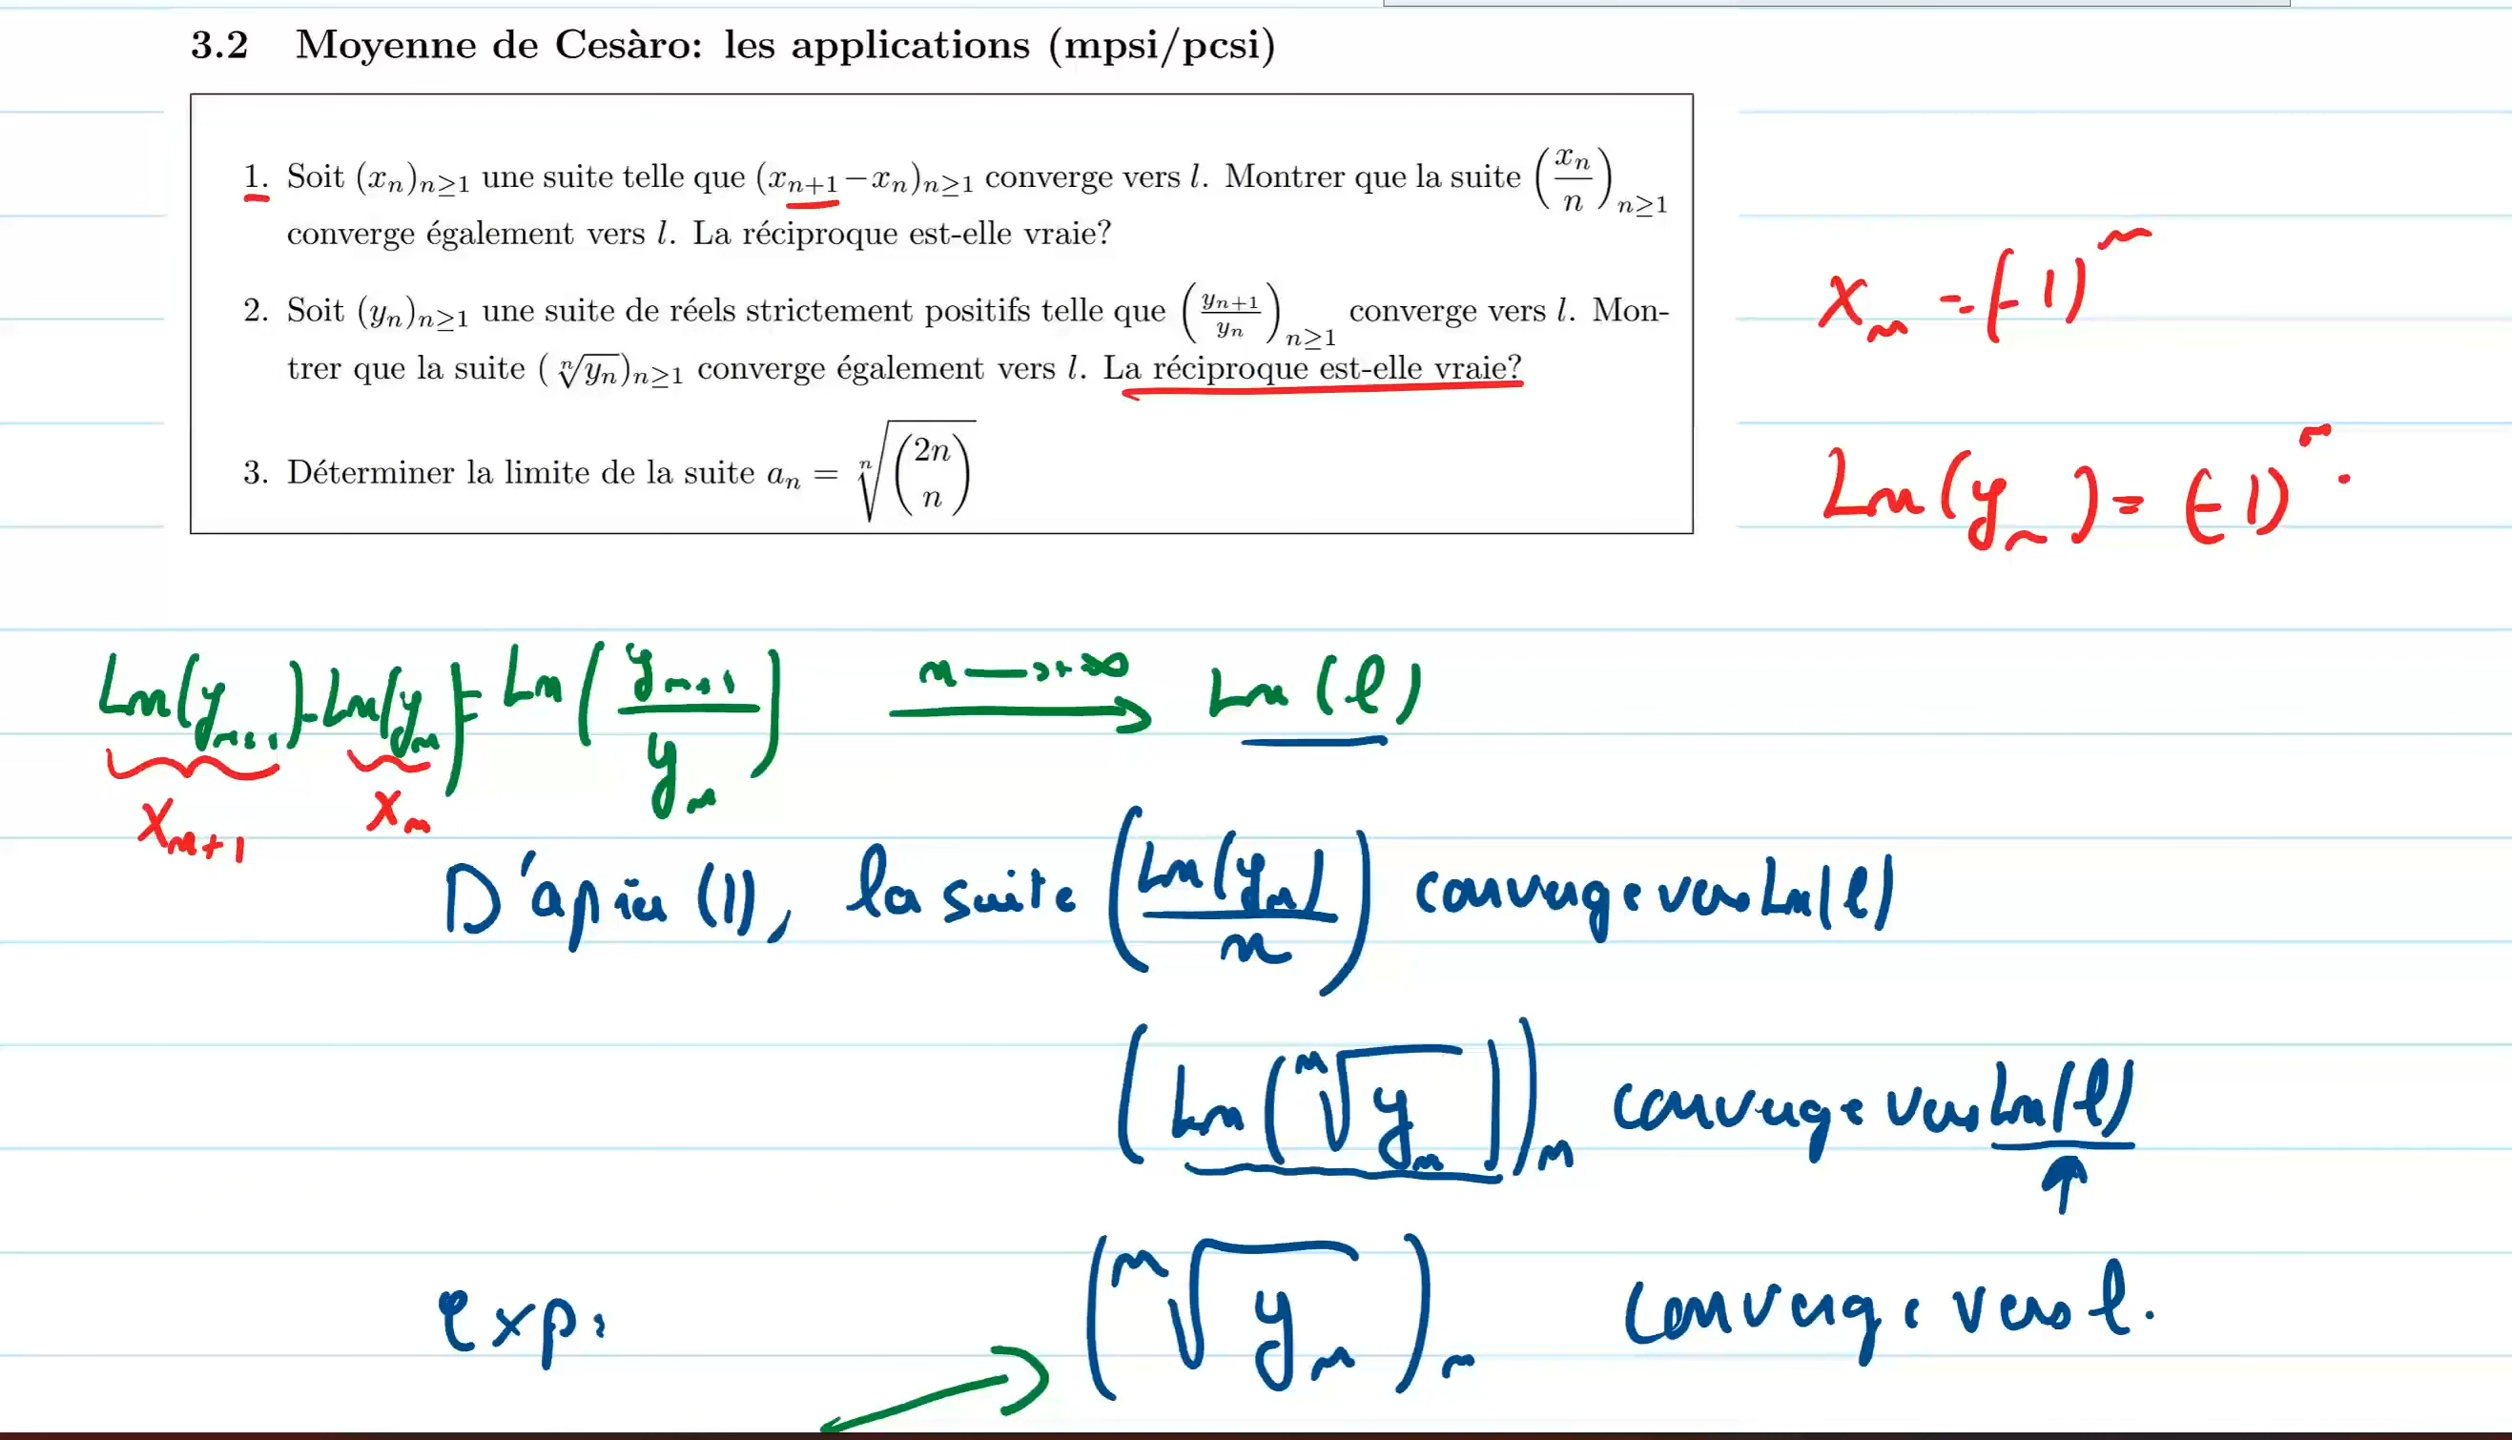 3.2 Moyenne de Cesàro: les applications (mpsi/pcsi)
1. Soit (xₙ)ₙ≥₁ une suite telle que (xₙ₊₁−xₙ)ₙ≥₁ converge vers l. Montrer que la suite (xₙ/n)ₙ≥₁
converge également vers l. La réciproque est-elle vraie?
2. Soit (yₙ)ₙ≥₁ une suite de réels strictement positifs telle que (yₙ₊₁/yₙ)ₙ≥₁ converge vers l. Mon-
trer que la suite (ⁿ√yₙ)ₙ≥₁ converge également vers l. La réciproque est-elle vraie?
3. Déterminer la limite de la suite aₙ = ⁿ√(2n n)
xₙ = (-1)ⁿ
Ln(yₙ) = (-1)ⁿ.
Ln(yₙ₊₁)-Ln(yₙ) = Ln(yₙ₊₁/yₙ) n→+∞ Ln(l)
xₙ₊₁ xₙ
D'après (1), la suite (Ln(yₙ)/n) converge vers Ln(l)
(Ln(ⁿ√yₙ))ₙ converge vers Ln(l)
↑
exp: (ⁿ√yₙ)ₙ converge vers l.